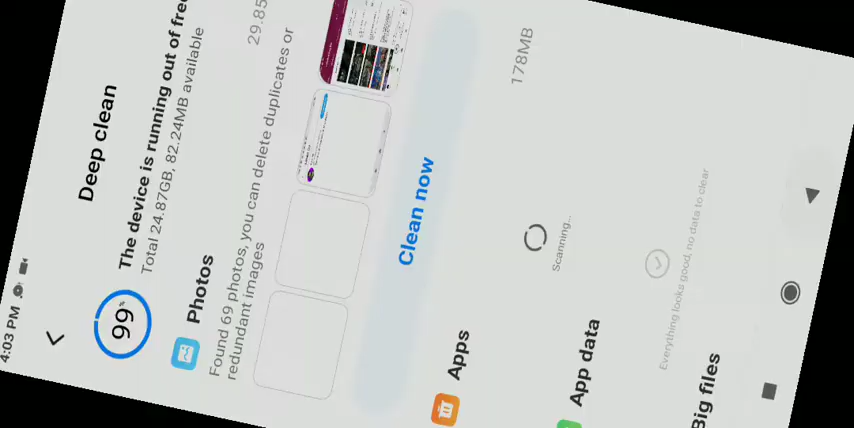 4:03 PM
Deep clean
99%
The device is running out of free
Total 24.87GB, 82.24MB available
Photos
29.85
Found 69 photos, you can delete duplicates or
redundant images
Clean now
Apps
178MB
Scanning...
App data
Everything looks good, no data to clear
Big files